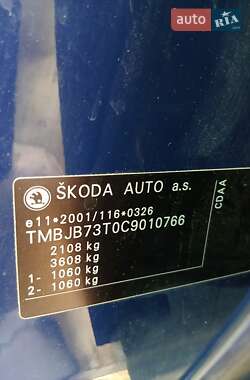 auto RIA
ŠKODA AUTO a.s.
e11*2001/116*0326
TMBJB73T0C9010766
2108 kg
3608 kg
1- 1060 kg
2- 1060 kg
CDAA